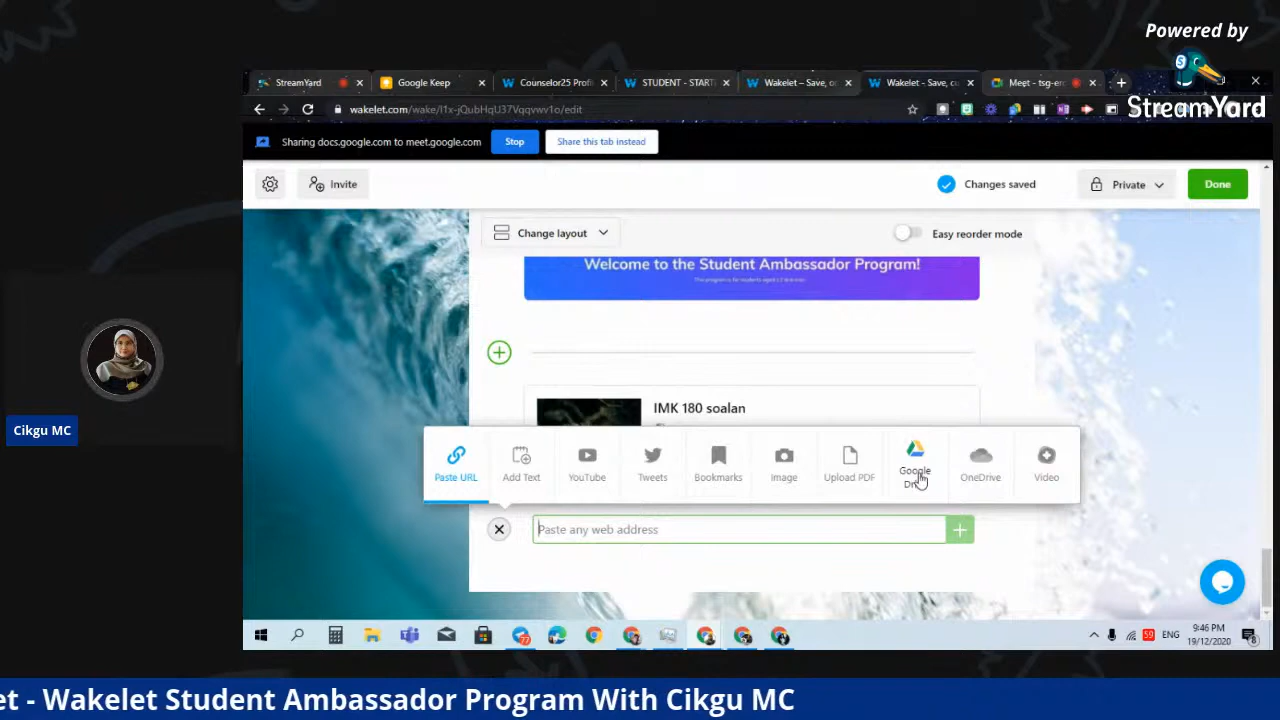 Powered by
StreamYard
StreamYard
Google Keep
Counselor25 Profi
STUDENT - START
Wakelet – Save, o
Wakelet - Save, cu
Meet - tsg-en
Sharing docs.google.com to meet.google.com
Stop
Share this tab instead
Invite
Changes saved
Private
Done
Change layout
Easy reorder mode
Welcome to the Student Ambassador Program!
IMK 180 soalan
Paste URL
Add Text
YouTube
Tweets
Bookmarks
Image
Upload PDF
Google
OneDrive
Video
Paste any web address
Cikgu MC
59
ENG
9:46 PM
19/12/2020
et - Wakelet Student Ambassador Program With Cikgu MC